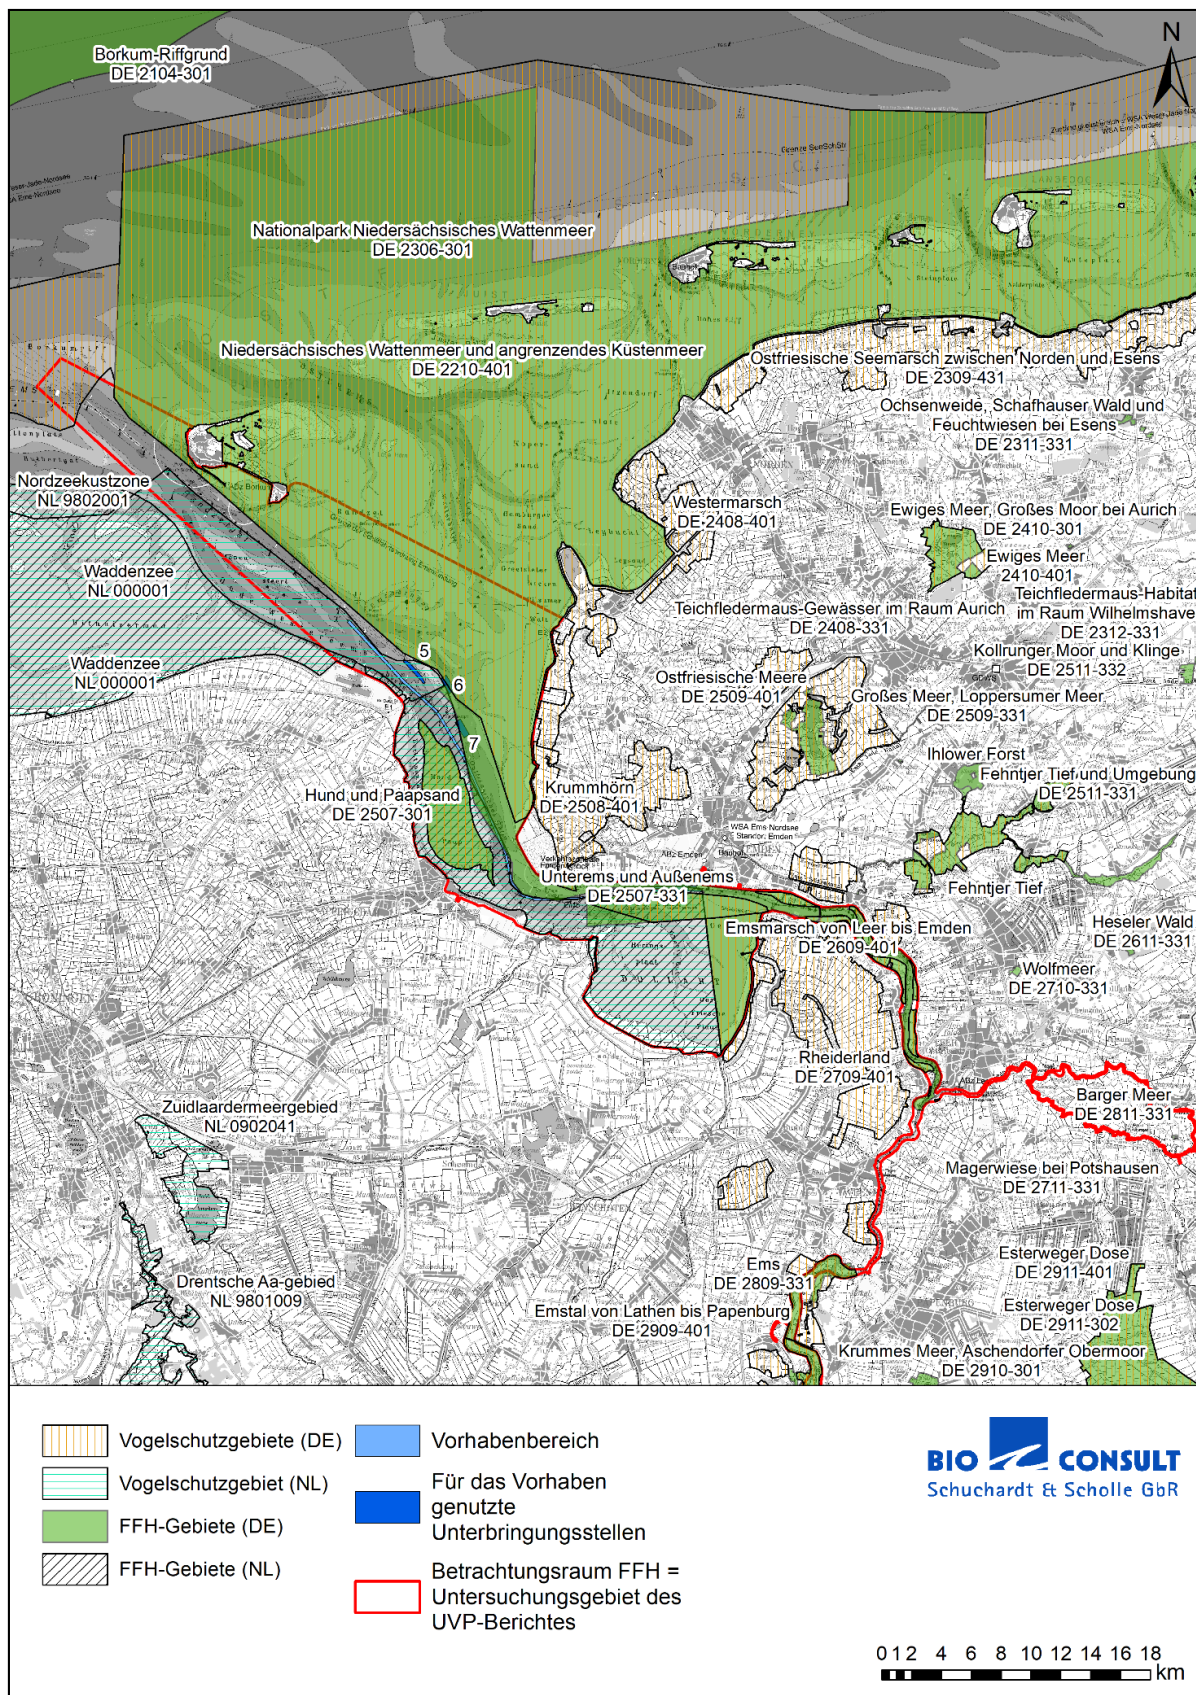 N
Borkum-Riffgrund
DE 2104-301
Nationalpark Niedersächsisches Wattenmeer
DE 2306-301
Niedersächsisches Wattenmeer und angrenzendes Küstenmeer
DE 2210-401
Ostfriesische Seemarsch zwischen Norden und Esens
DE 2309-431
Ochsenweide, Schafhauser Wald und
Feuchtwiesen bei Esens
DE 2311-331
Nordzeekustzone
NL 9802001
Westermarsch
DE 2408-401
Ewiges Meer, Großes Moor bei Aurich
DE 2410-301
Ewiges Meer
2410-401
Waddenzee
NL 000001
Teichfledermaus-Habitat
im Raum Wilhelmshave
DE 2312-331
Teichfledermaus-Gewässer im Raum Aurich
DE 2408-331
Kollrunger Moor und Klinge
DE 2511-332
Waddenzee
NL 000001
5
6
7
Ostfriesische Meere
DE 2509-401
Großes Meer, Loppersumer Meer
DE 2509-331
Ihlower Forst
Fehntjer Tief und Umgebung
DE 2511-331
Hund und Paapsand
DE 2507-301
Krummhörn
DE 2508-401
WSA Ems-Nordsee
Standort Emden
ABz Emden
Unterems und Außenems
DE 2507-331
Fehntjer Tief
Emsmarsch von Leer bis Emden
DE 2609-401
Heseler Wald
DE 2611-331
Wolfmeer
DE 2710-331
Rheiderland
DE 2709-401
Barger Meer
DE 2811-331
Zuidlaardermeergebied
NL 0902041
Magerwiese bei Potshausen
DE 2711-331
Drentsche Aa-gebied
NL 9801009
Ems
DE 2809-331
Esterweger Dose
DE 2911-401
Emstal von Lathen bis Papenburg
DE 2909-401
Esterweger Dose
DE 2911-302
Krummes Meer, Aschendorfer Obermoor
DE 2910-301
Vogelschutzgebiete (DE)
Vogelschutzgebiet (NL)
FFH-Gebiete (DE)
FFH-Gebiete (NL)
Vorhabenbereich
Für das Vorhaben
genutzte
Unterbringungsstellen
Betrachtungsraum FFH =
Untersuchungsgebiet des
UVP-Berichtes
BIO CONSULT
Schuchardt & Scholle GbR
0 1 2 4 6 8 10 12 14 16 18
km